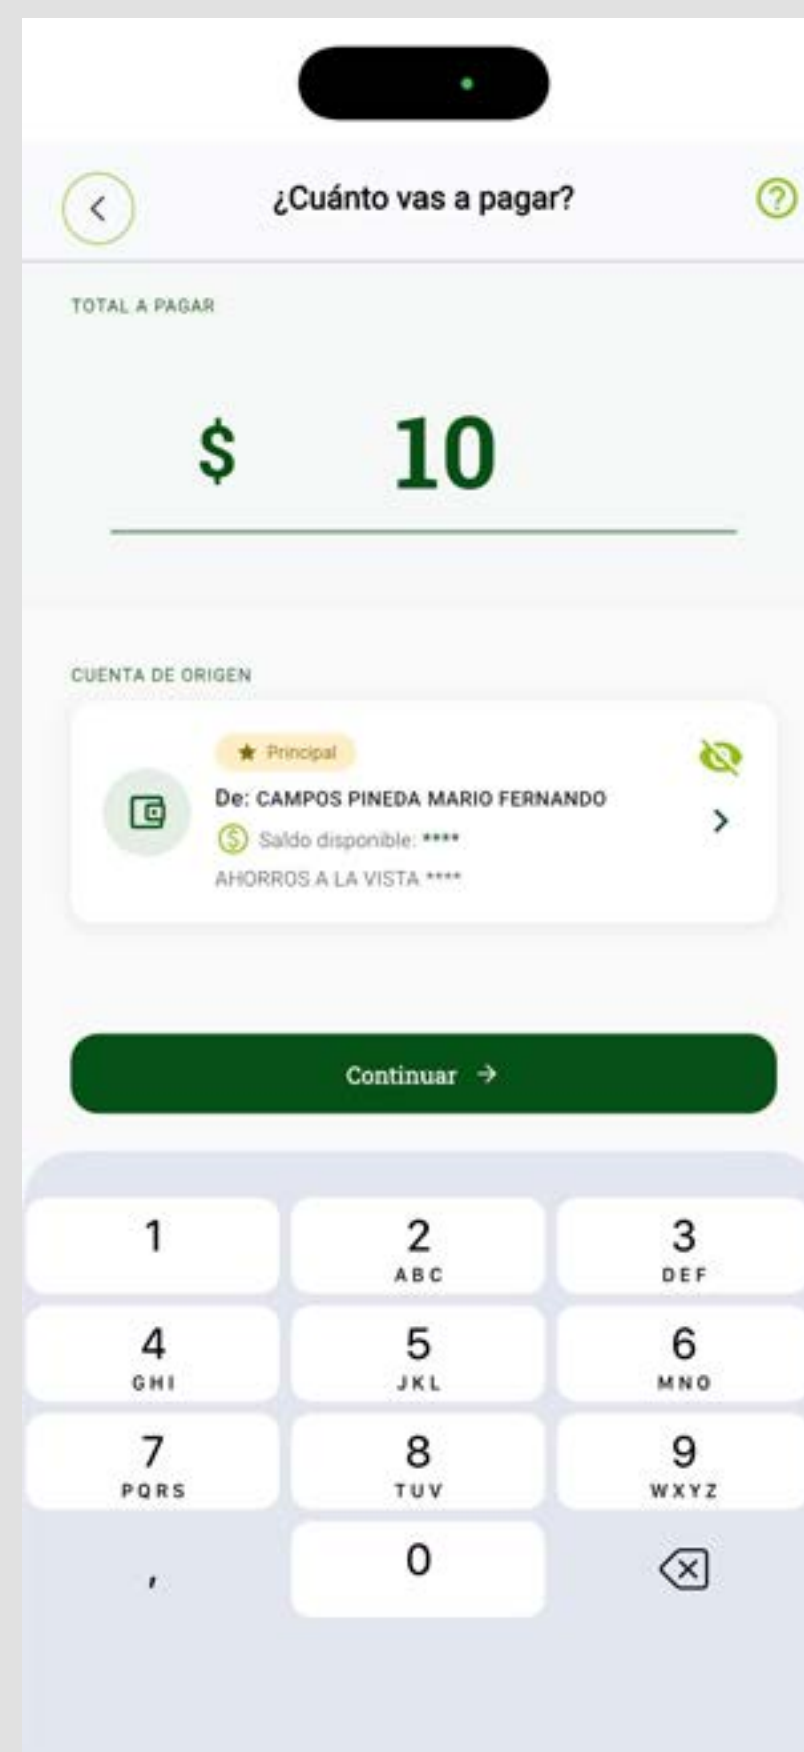 ¿Cuánto vas a pagar?
TOTAL A PAGAR
$ 10
CUENTA DE ORIGEN
Principal
De: CAMPOS PINEDA MARIO FERNANDO
Saldo disponible: ****
AHORROS A LA VISTA ****
Continuar →
1 2 3
ABC DEF
4 5 6
GHI JKL MNO
7 8 9
PQRS TUV WXYZ
, 0